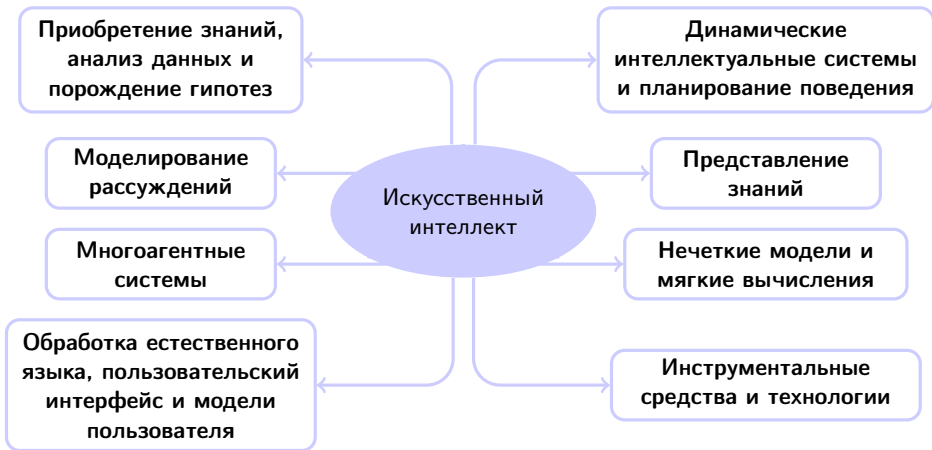 Приобретение знаний,
анализ данных и
порождение гипотез
Динамические
интеллектуальные системы
и планирование поведения
Моделирование
рассуждений
Искусственный
интеллект
Представление
знаний
Многоагентные
системы
Нечеткие модели и
мягкие вычисления
Обработка естественного
языка, пользовательский
интерфейс и модели
пользователя
Инструментальные
средства и технологии